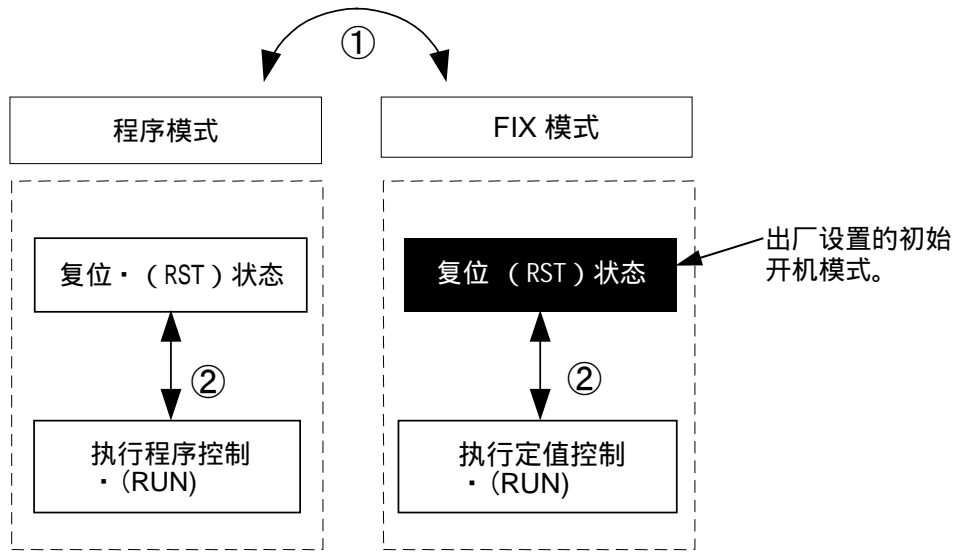 ①
程序模式
FIX 模式
复位·（RST）状态
复位 （RST）状态
出厂设置的初始
开机模式。
②
②
执行程序控制
·(RUN)
执行定值控制
·(RUN)